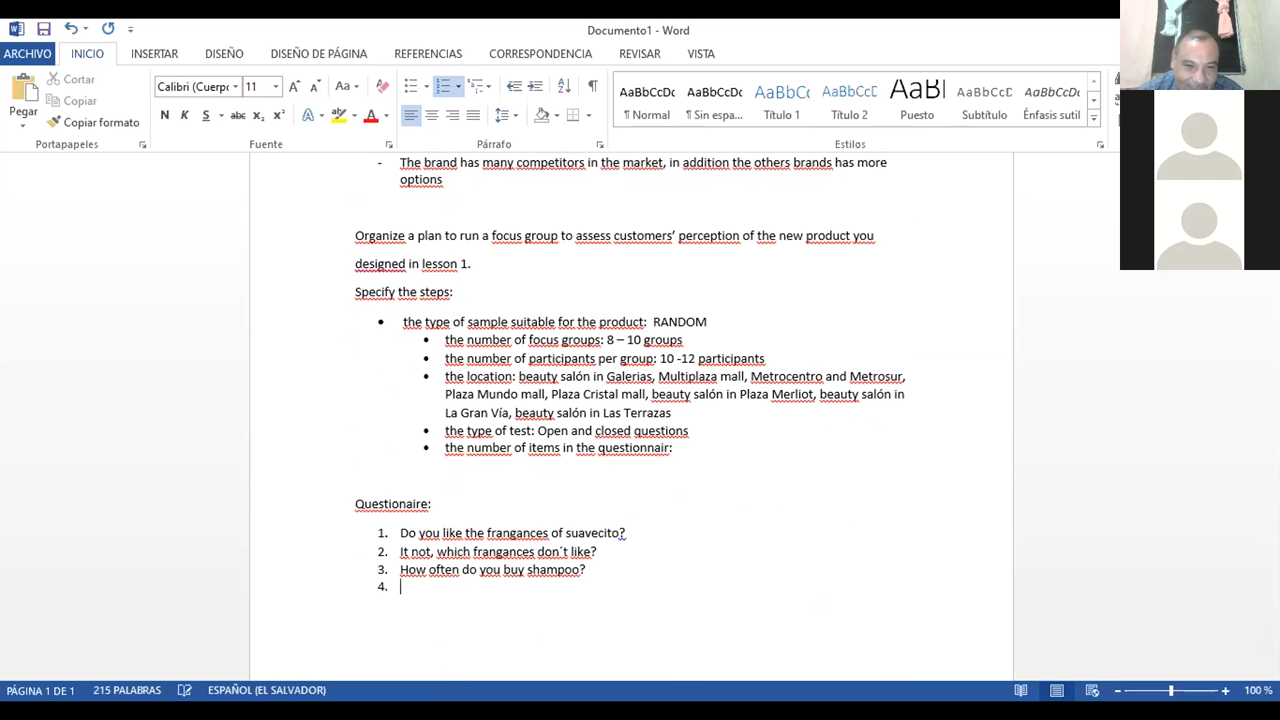 Documento1 - Word
ARCHIVO INICIO INSERTAR DISEÑO DISEÑO DE PÁGINA REFERENCIAS CORRESPONDENCIA REVISAR VISTA
Pegar
Cortar
Copiar
Copiar formato
Portapapeles
Calibri (Cuerpo 11
Aa
N K S abc x₂ x² A A
Fuente
Párrafo
AaBbCcDc AaBbCcDc AaBbCc AaBbCcD AaBl AaBbCcD AaBbCcDc
¶ Normal ¶ Sin espa... Título 1 Título 2 Puesto Subtítulo Énfasis sutil
Estilos
- The brand has many competitors in the market, in addition the others brands has more
options
Organize a plan to run a focus group to assess customers’ perception of the new product you
designed in lesson 1.
Specify the steps:
• the type of sample suitable for the product: RANDOM
• the number of focus groups: 8 – 10 groups
• the number of participants per group: 10 -12 participants
• the location: beauty salón in Galerias, Multiplaza mall, Metrocentro and Metrosur,
Plaza Mundo mall, Plaza Cristal mall, beauty salón in Plaza Merliot, beauty salón in
La Gran Vía, beauty salón in Las Terrazas
• the type of test: Open and closed questions
• the number of items in the questionnair:
Questionaire:
1. Do you like the frangances of suavecito?
2. It not, which frangances don´t like?
3. How often do you buy shampoo?
4.
PÁGINA 1 DE 1 215 PALABRAS ESPAÑOL (EL SALVADOR) 100 %